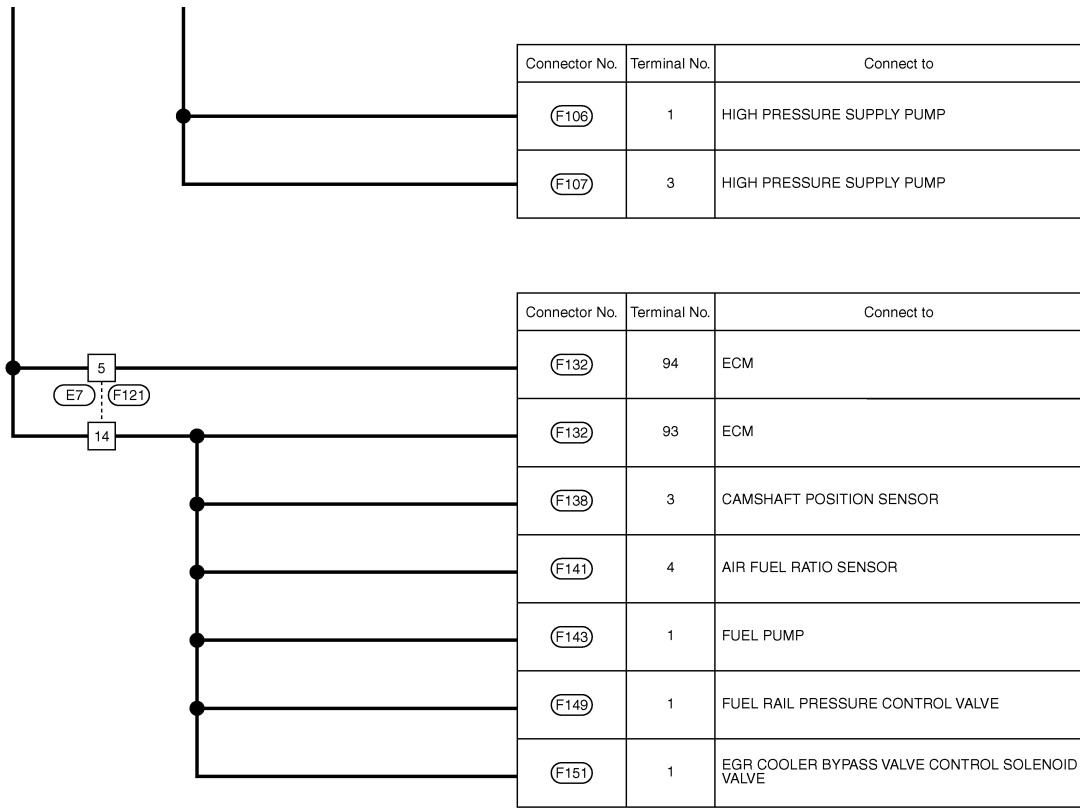 Connector No. Terminal No. Connect to
F106 1 HIGH PRESSURE SUPPLY PUMP
F107 3 HIGH PRESSURE SUPPLY PUMP
Connector No. Terminal No. Connect to
5 F132 94 ECM
E7 F121
14 F132 93 ECM
F138 3 CAMSHAFT POSITION SENSOR
F141 4 AIR FUEL RATIO SENSOR
F143 1 FUEL PUMP
F149 1 FUEL RAIL PRESSURE CONTROL VALVE
F151 1 EGR COOLER BYPASS VALVE CONTROL SOLENOID
VALVE